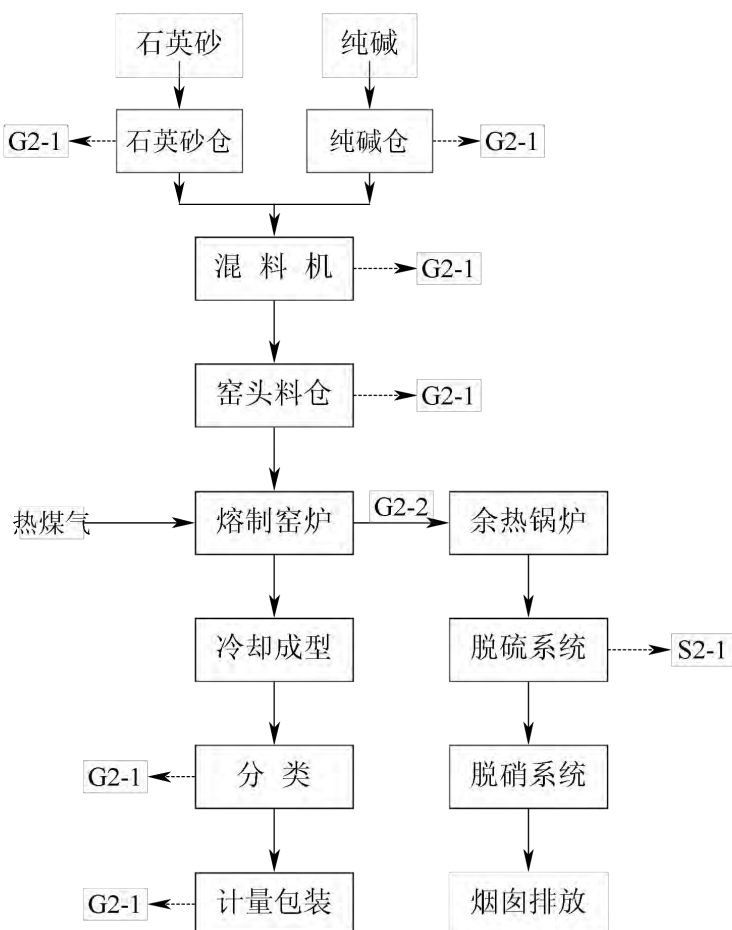 石英砂 纯碱
G2-1 石英砂仓 纯碱仓 G2-1
混 料 机 G2-1
窑头料仓 G2-1
热煤气 熔制窑炉 G2-2 余热锅炉
冷却成型 脱硫系统 S2-1
G2-1 分 类 脱硝系统
G2-1 计量包装 烟囱排放